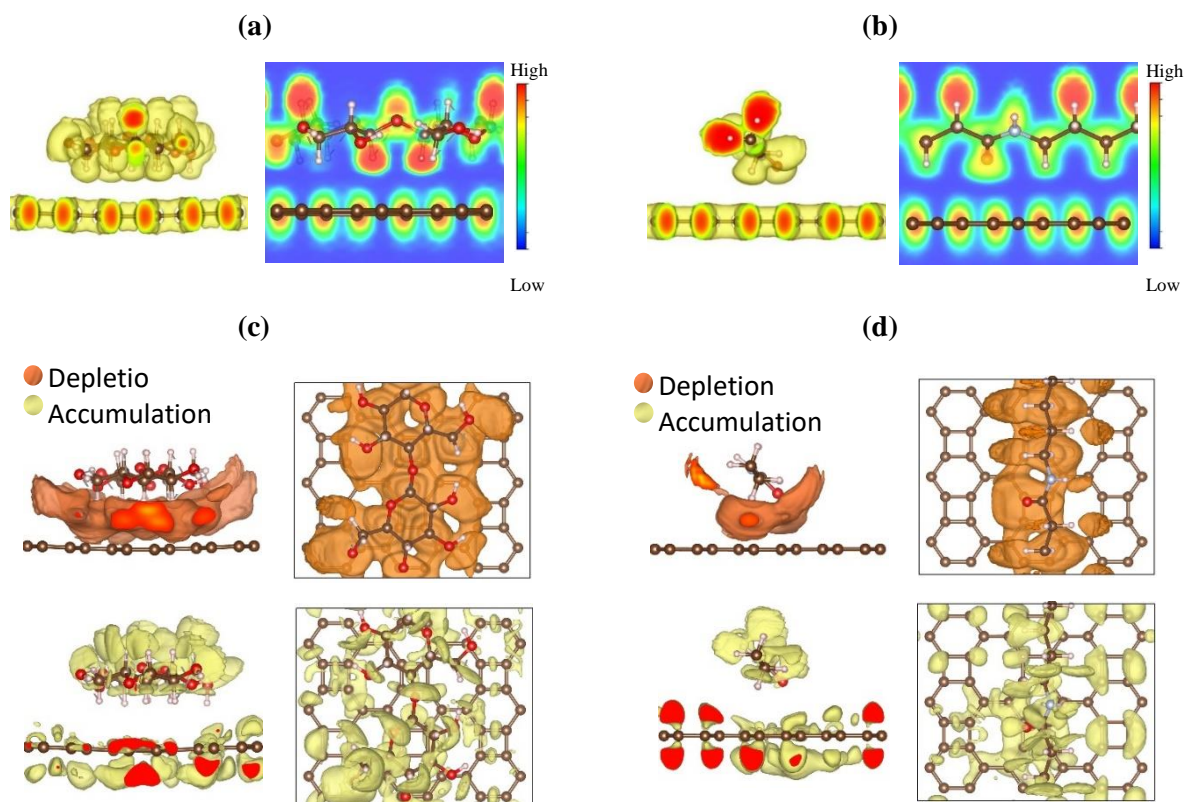 (a)
(b)
High
Low
High
Low
(c)
(d)
Depletio
Accumulation
Depletion
Accumulation